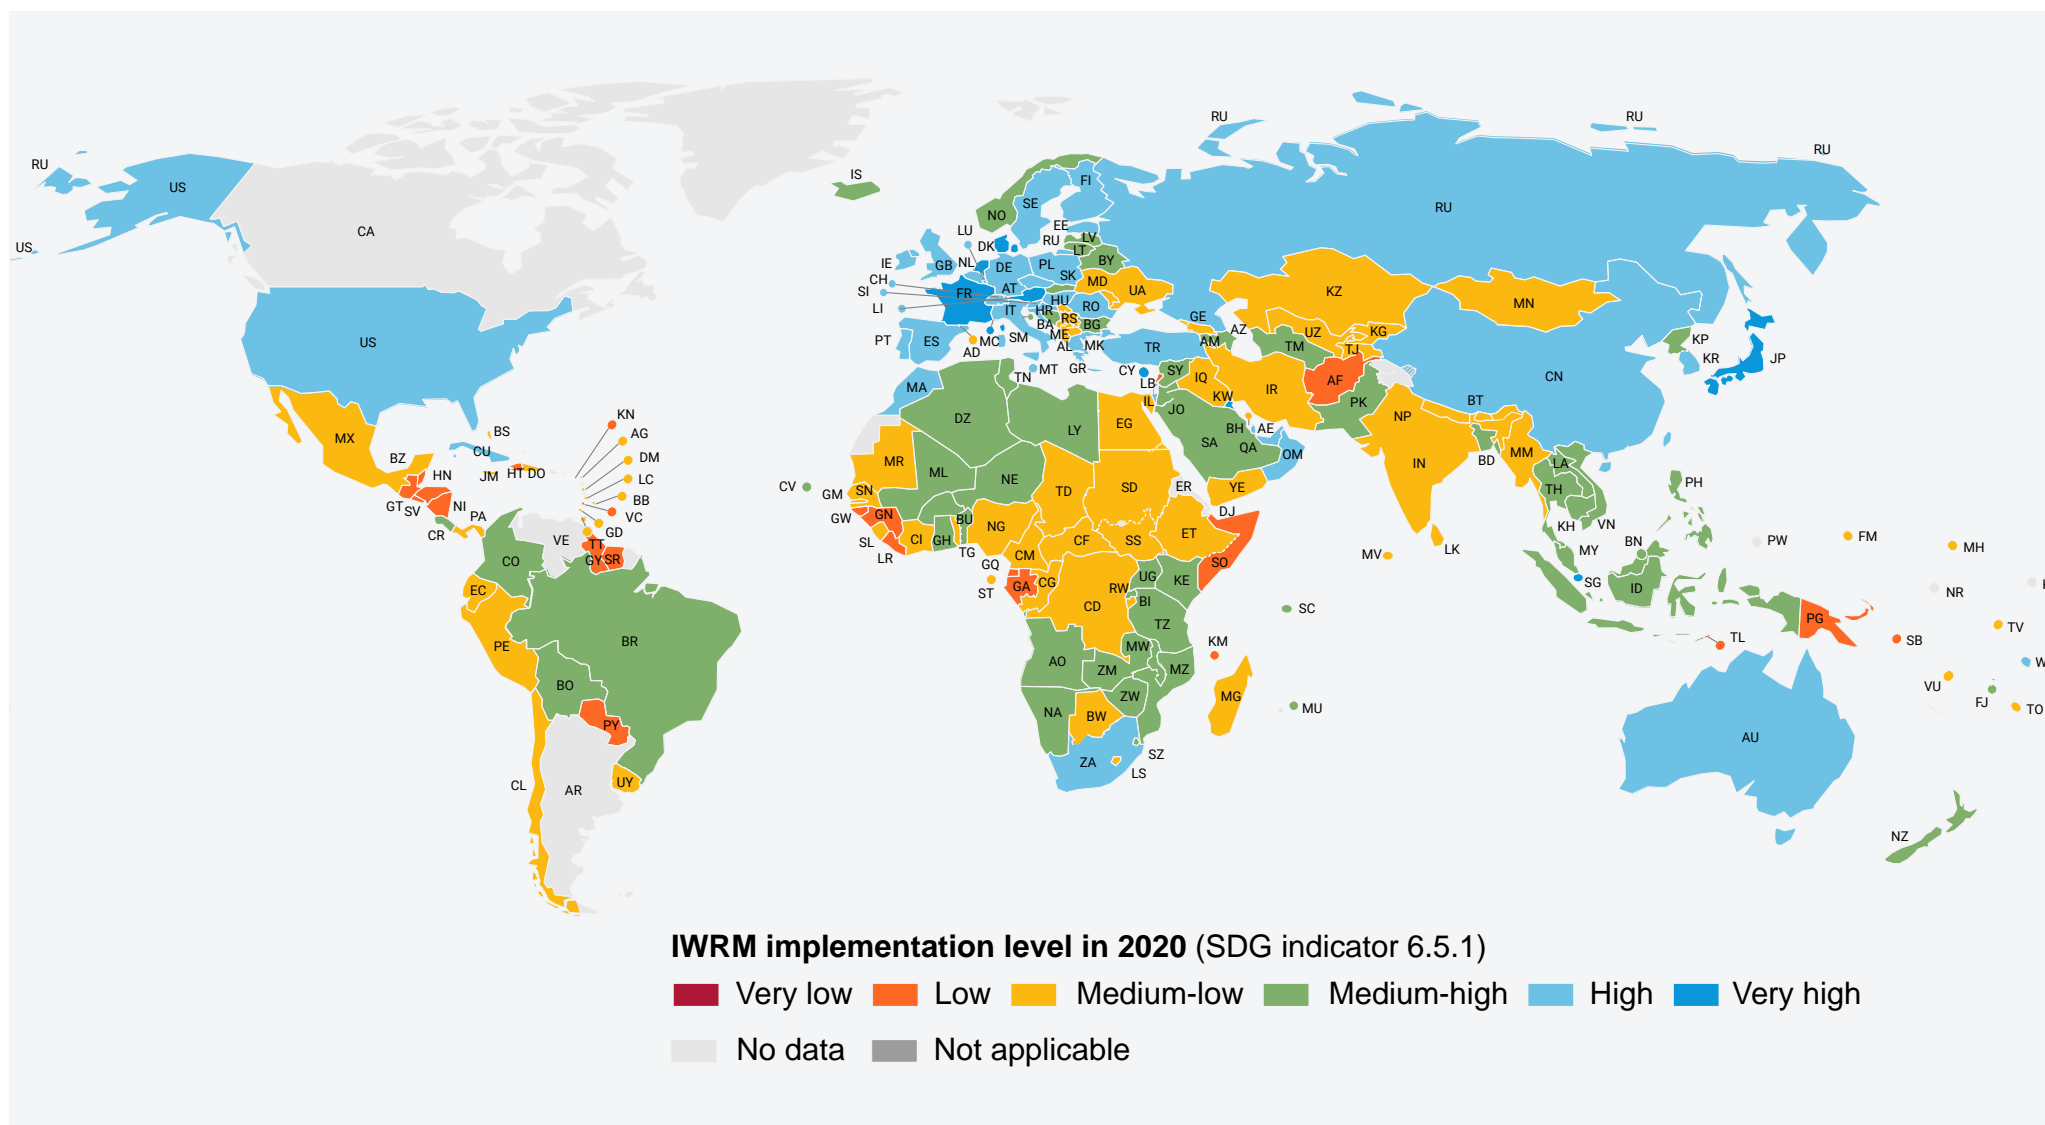 RU
RU
RU
RU
US
US
CA
IS
NO
SE
FI
RU
EE
LU
DK
RU
LV
LT
IE
GB
NL
DE
PL
BY
CH
SK
MD
SI
FR
AT
HU
UA
KZ
MN
LI
IT
HR
RO
GE
US
BA
RS
BG
AZ
UZ
KG
PT
ES
MC
SM
ME
MK
TR
AM
TM
TJ
KP
KR
JP
AD
AL
GR
TN
MT
CY
SY
IQ
IR
AF
CN
MA
LB
IL
KW
JO
PK
NP
BT
MX
KN
AG
BS
DZ
LY
EG
BH
AE
SA
QA
OM
BZ
CU
DM
MR
ML
NE
IN
BD
MM
LA
HN
JM
HT
DO
LC
CV
GM
SN
TD
SD
ER
YE
TH
PH
GT
SV
NI
PA
BB
VC
GW
GN
BU
NG
DJ
KH
VN
CR
VE
TT
GD
SL
LR
CI
GH
TG
CM
CF
SS
ET
MV
LK
MY
BN
PW
FM
MH
CO
GY
SR
GQ
ST
GA
CG
RW
UG
KE
SO
SG
ID
NR
EC
CD
BI
SC
PE
BR
TZ
KM
TL
PG
SB
TV
AO
MW
BO
ZM
MZ
W
NA
ZW
MG
MU
VU
FJ
TO
PY
BW
CL
AR
UY
ZA
LS
SZ
AU
NZ
IWRM implementation level in 2020 (SDG indicator 6.5.1)
Very low Low Medium-low Medium-high High Very high
No data Not applicable